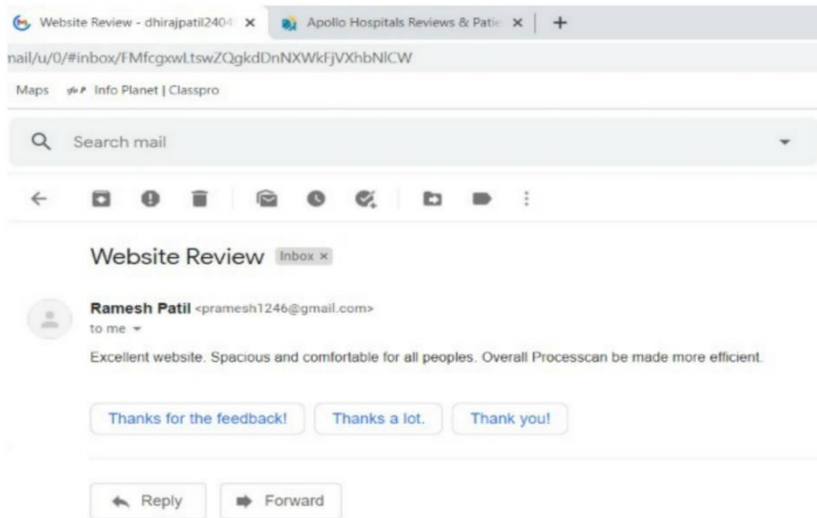 Website Review - dhirajpatil2404 Apollo Hospitals Reviews & Patie
nail/u/0/#inbox/FMfcgxwLtswZQgkdDnNXWkFjVXhbNlCW
Maps Info Planet | Classpro
Search mail
Website Review Inbox ×
Ramesh Patil <pramesh1246@gmail.com>
to me
Excellent website. Spacious and comfortable for all peoples. Overall Processcan be made more efficient.
Thanks for the feedback! Thanks a lot. Thank you!
Reply Forward